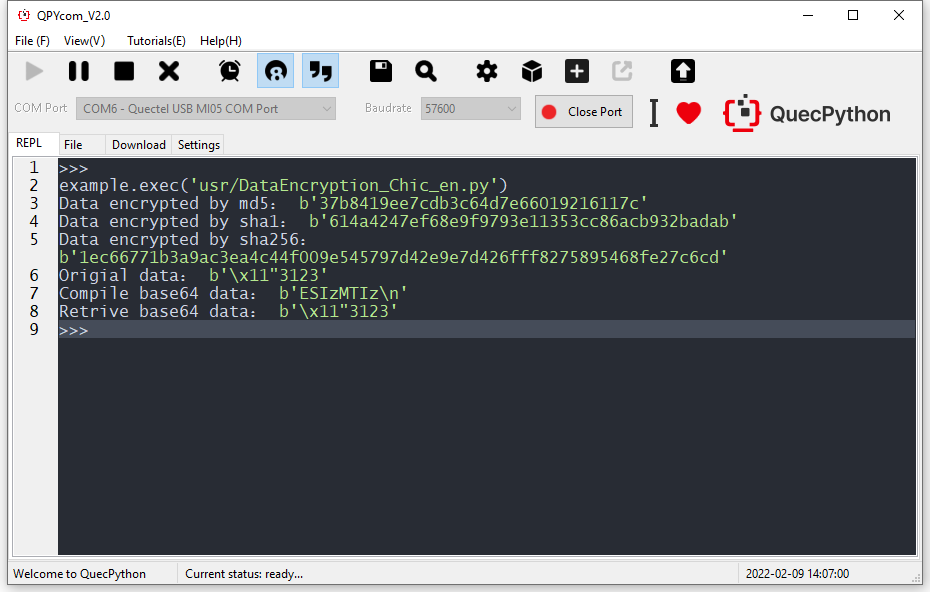 QPYcom_V2.0
File (F) View(V) Tutorials(E) Help(H)
COM Port COM6 - Quectel USB MI05 COM Port Baudrate 57600 Close Port QuecPython
REPL File Download Settings
1 >>>
2 example.exec('usr/DataEncryption_Chic_en.py')
3 Data encrypted by md5: b'37b8419ee7cdb3c64d7e66019216117c'
4 Data encrypted by sha1: b'614a4247ef68e9f9793e11353cc86acb932badab'
5 Data encrypted by sha256:
b'1ec66771b3a9ac3ea4c44f009e545797d42e9e7d426fff8275895468fe27c6cd'
6 Origial data: b'\x11"3123'
7 Compile base64 data: b'ESIzMTIz\n'
8 Retrive base64 data: b'\x11"3123'
9 >>>
Welcome to QuecPython Current status: ready... 2022-02-09 14:07:00